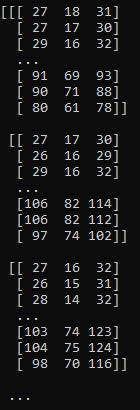 [[[ 27 18 31]
[ 27 17 30]
[ 29 16 32]
...
[ 91 69 93]
[ 90 71 88]
[ 80 61 78]]
[[ 27 17 30]
[ 26 16 29]
[ 29 16 32]
...
[106 82 114]
[106 82 112]
[ 97 74 102]]
[[ 27 16 32]
[ 26 15 31]
[ 28 14 32]
...
[103 74 123]
[104 75 124]
[ 98 70 116]]
...